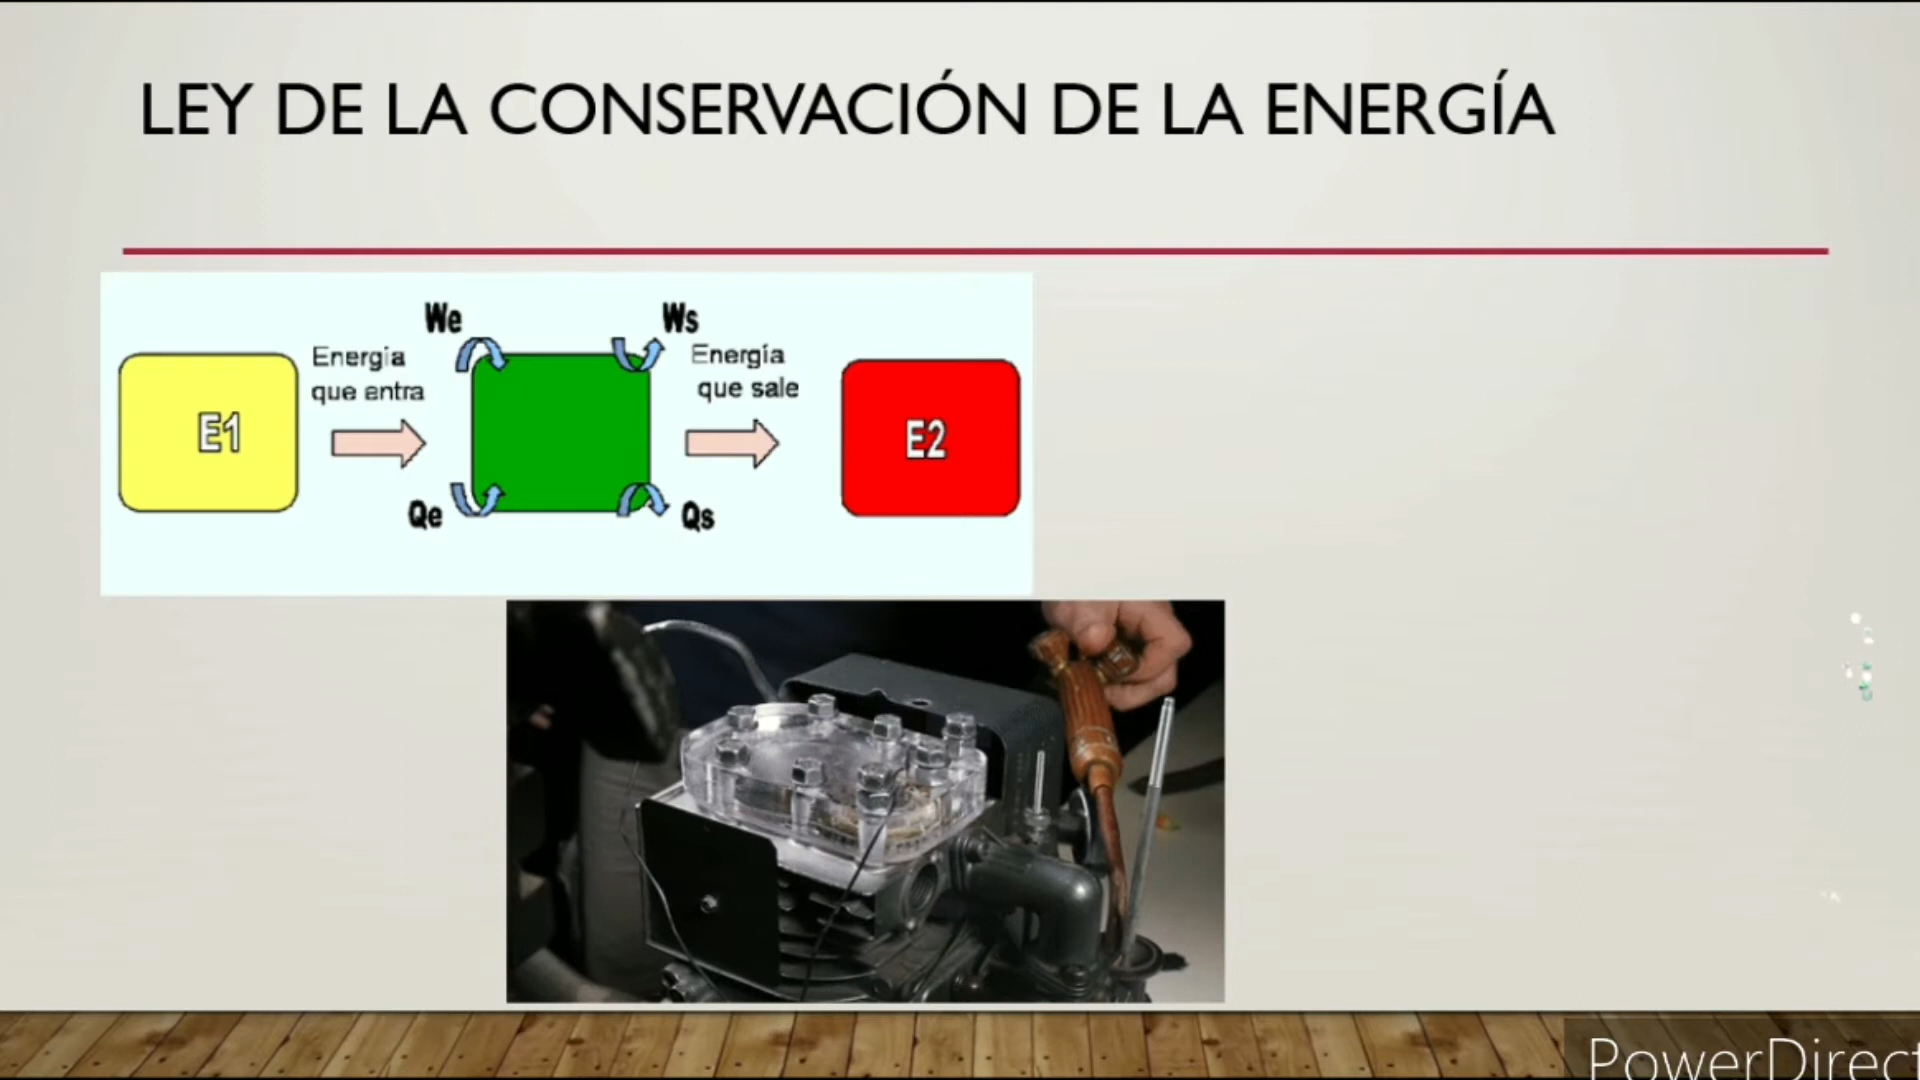 LEY DE LA CONSERVACIÓN DE LA ENERGÍA
We
Ws
Energía
que entra
Energía
que sale
E1
E2
Qe
Qs
PowerDirect